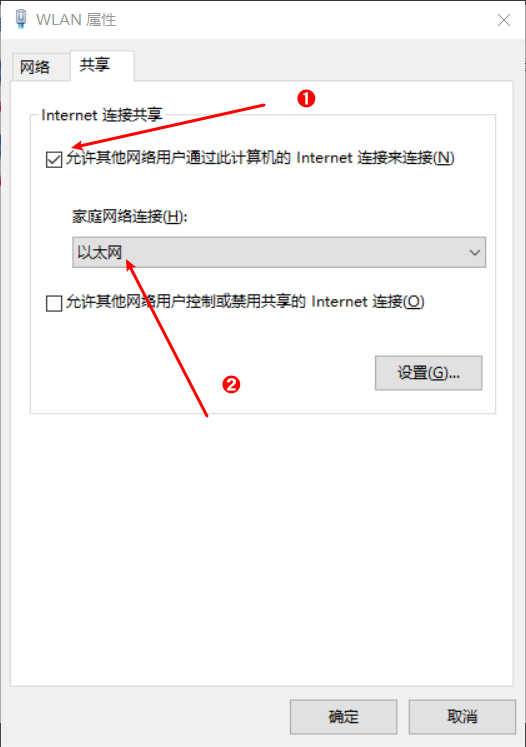 WLAN 属性
网络
共享
❶
Internet 连接共享
允许其他网络用户通过此计算机的 Internet 连接来连接(N)
家庭网络连接(H):
以太网
允许其他网络用户控制或禁用共享的 Internet 连接(O)
设置(G)...
❷
确定
取消